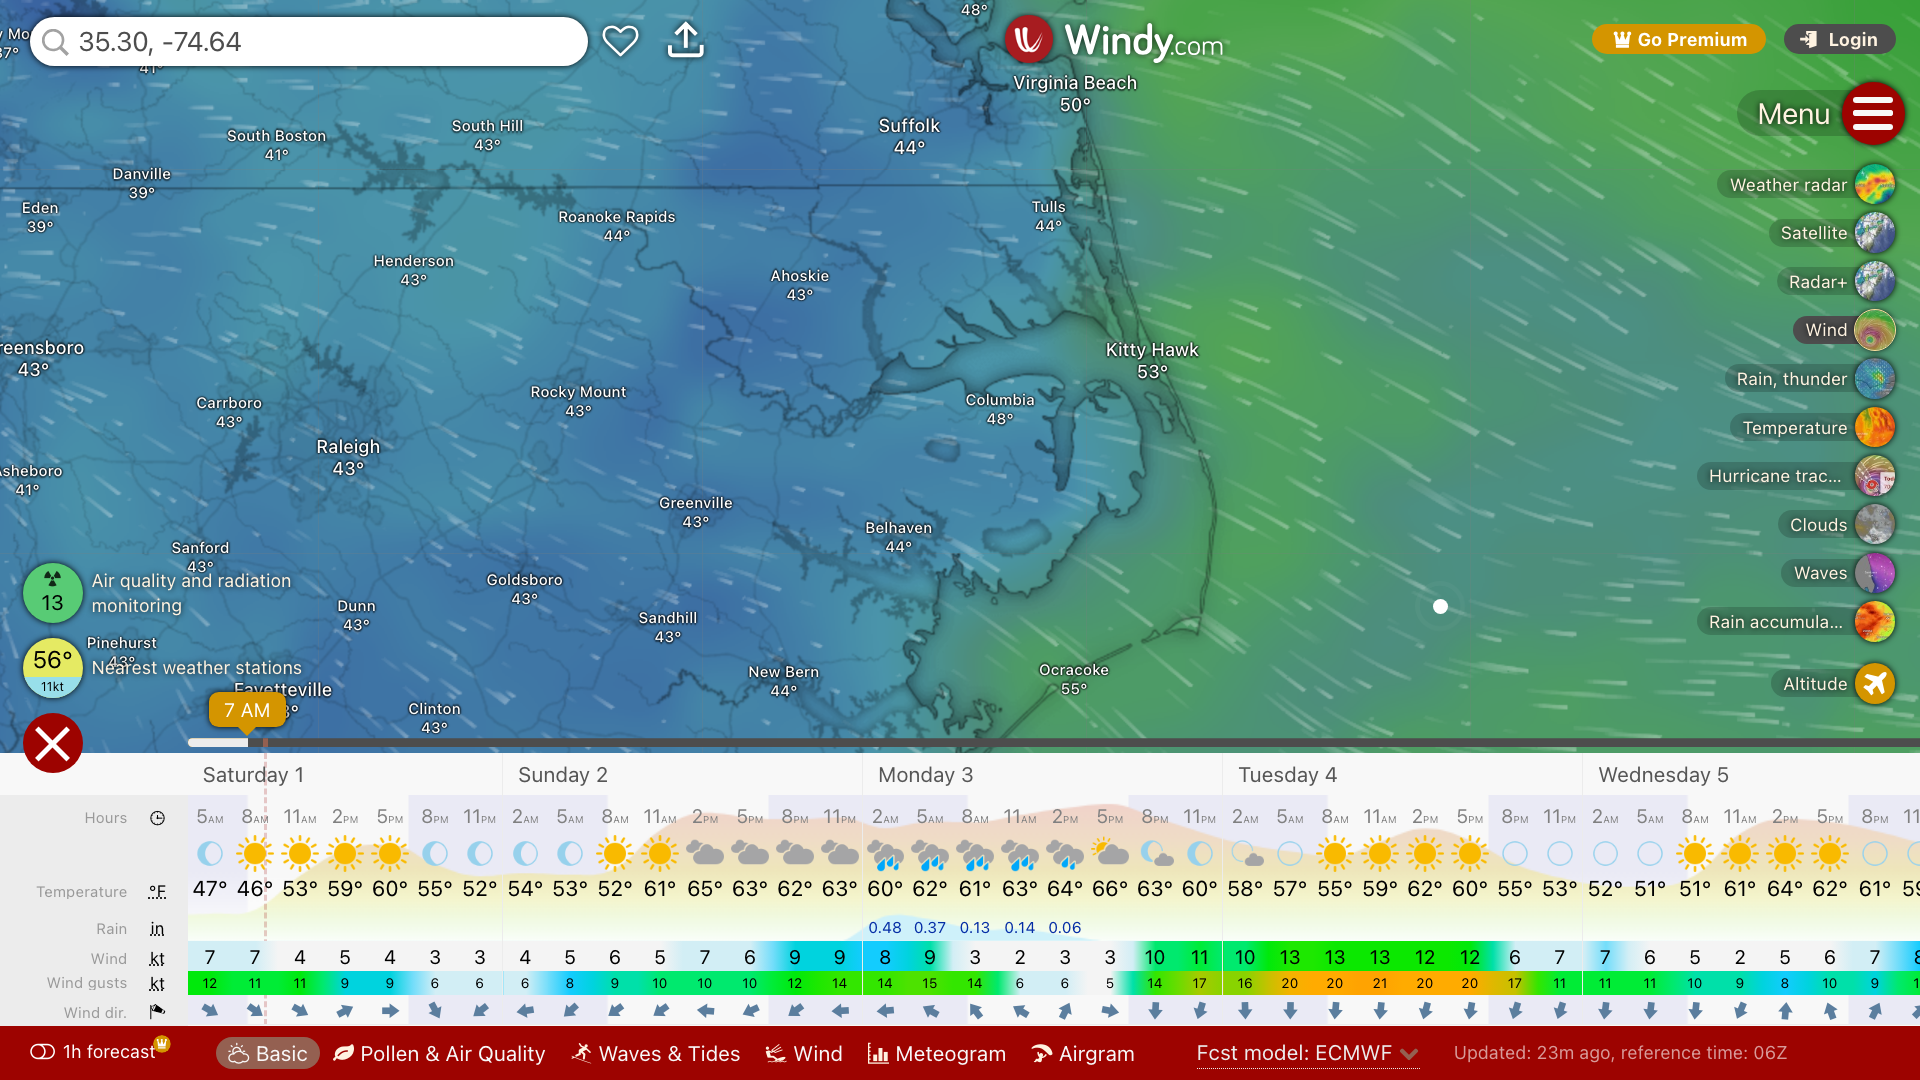 35.30, -74.64
Windy.com
Go Premium
Login
Menu
48°
41°
Virginia Beach
50°
South Boston
41°
South Hill
43°
Suffolk
44°
Danville
39°
Eden
39°
Roanoke Rapids
44°
Tulls
44°
Henderson
43°
Ahoskie
43°
reensboro
43°
Kitty Hawk
53°
Carrboro
43°
Rocky Mount
43°
Columbia
48°
Raleigh
43°
sheboro
41°
Greenville
43°
Belhaven
44°
Sanford
43°
Goldsboro
43°
Dunn
43°
Sandhill
43°
Pinehurst
43°
New Bern
44°
Ocracoke
55°
Fayetteville
Clinton
43°
Weather radar
Satellite
Radar+
Wind
Rain, thunder
Temperature
Hurricane trac...
Clouds
Waves
Rain accumula...
Altitude
13
Air quality and radiation
monitoring
56°
11kt
Nearest weather stations
7 AM
Saturday 1 Sunday 2 Monday 3 Tuesday 4 Wednesday 5
Hours 5AM 8AM 11AM 2PM 5PM 8PM 11PM 2AM 5AM 8AM 11AM 2PM 5PM 8PM 11PM 2AM 5AM 8AM 11AM 2PM 5PM 8PM 11PM 2AM 5AM 8AM 11AM 2PM 5PM 8PM 11PM 2AM 5AM 8AM 11AM 2PM 5PM 8PM 11
Temperature °F 47° 46° 53° 59° 60° 55° 52° 54° 53° 52° 61° 65° 63° 62° 63° 60° 62° 61° 63° 64° 66° 63° 60° 58° 57° 55° 59° 62° 60° 55° 53° 52° 51° 51° 61° 64° 62° 61° 59
Rain in 0.48 0.37 0.13 0.14 0.06
Wind kt 7 7 4 5 4 3 3 4 5 6 5 7 6 9 9 8 9 3 2 3 3 10 11 10 13 13 13 12 12 6 7 7 6 5 2 5 6 7 8
Wind gusts kt 12 11 11 9 9 6 6 6 8 9 10 10 10 12 14 14 15 14 6 6 5 14 17 16 20 20 21 20 20 17 11 11 11 10 9 8 10 9 1
Wind dir.
1h forecast
Basic
Pollen & Air Quality
Waves & Tides
Wind
Meteogram
Airgram
Fcst model: ECMWF
Updated: 23m ago, reference time: 06Z